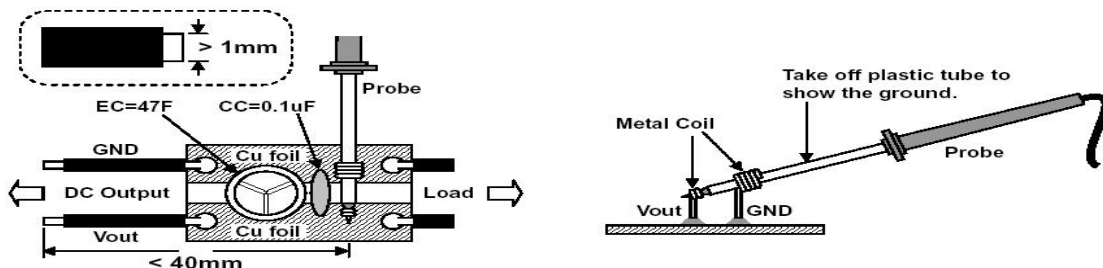 > 1mm
Probe
EC=47F
CC=0.1uF
GND
Cu foil
DC Output
Load
Vout
Cu foil
< 40mm
Take off plastic tube to
show the ground.
Metal Coil
Probe
Vout
GND